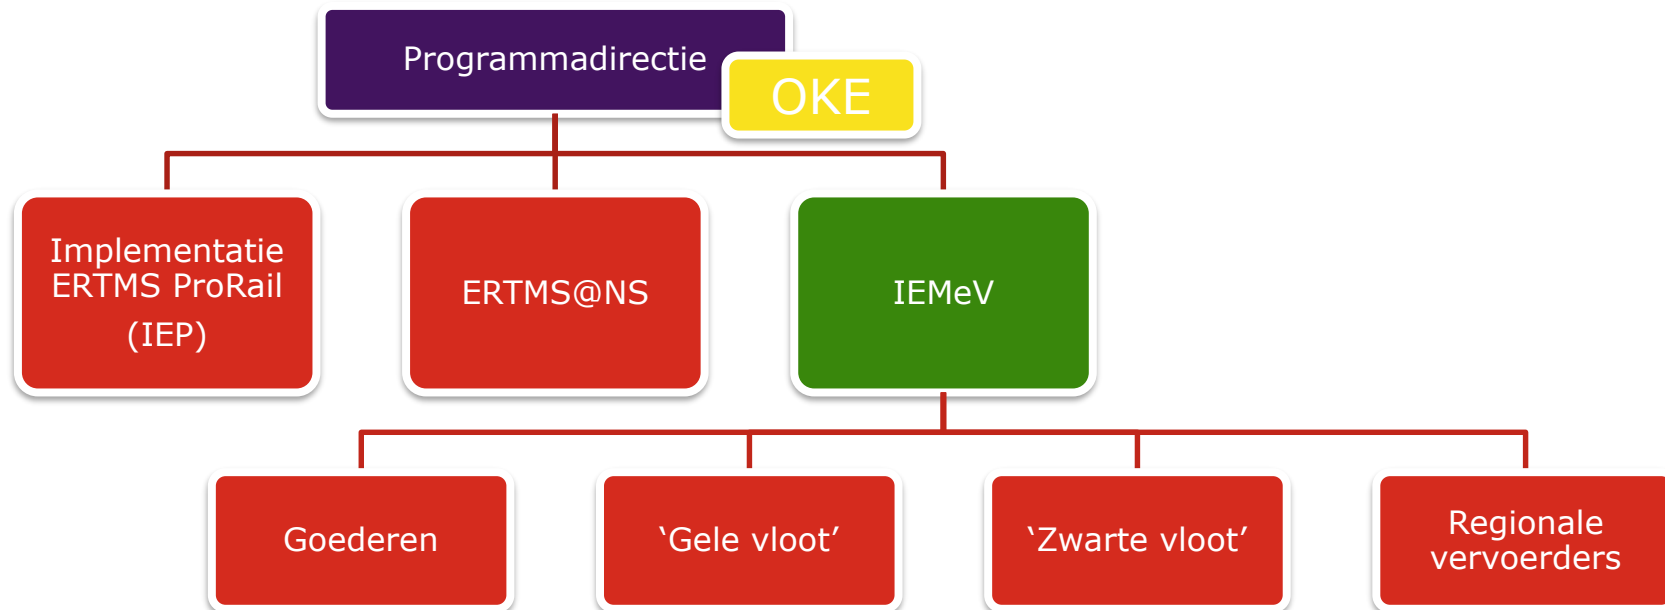 Programmadirectie
OKE
Implementatie
ERTMS ProRail
(IEP)
ERTMS@NS
IEMeV
Goederen
‘Gele vloot’
‘Zwarte vloot’
Regionale
vervoerders